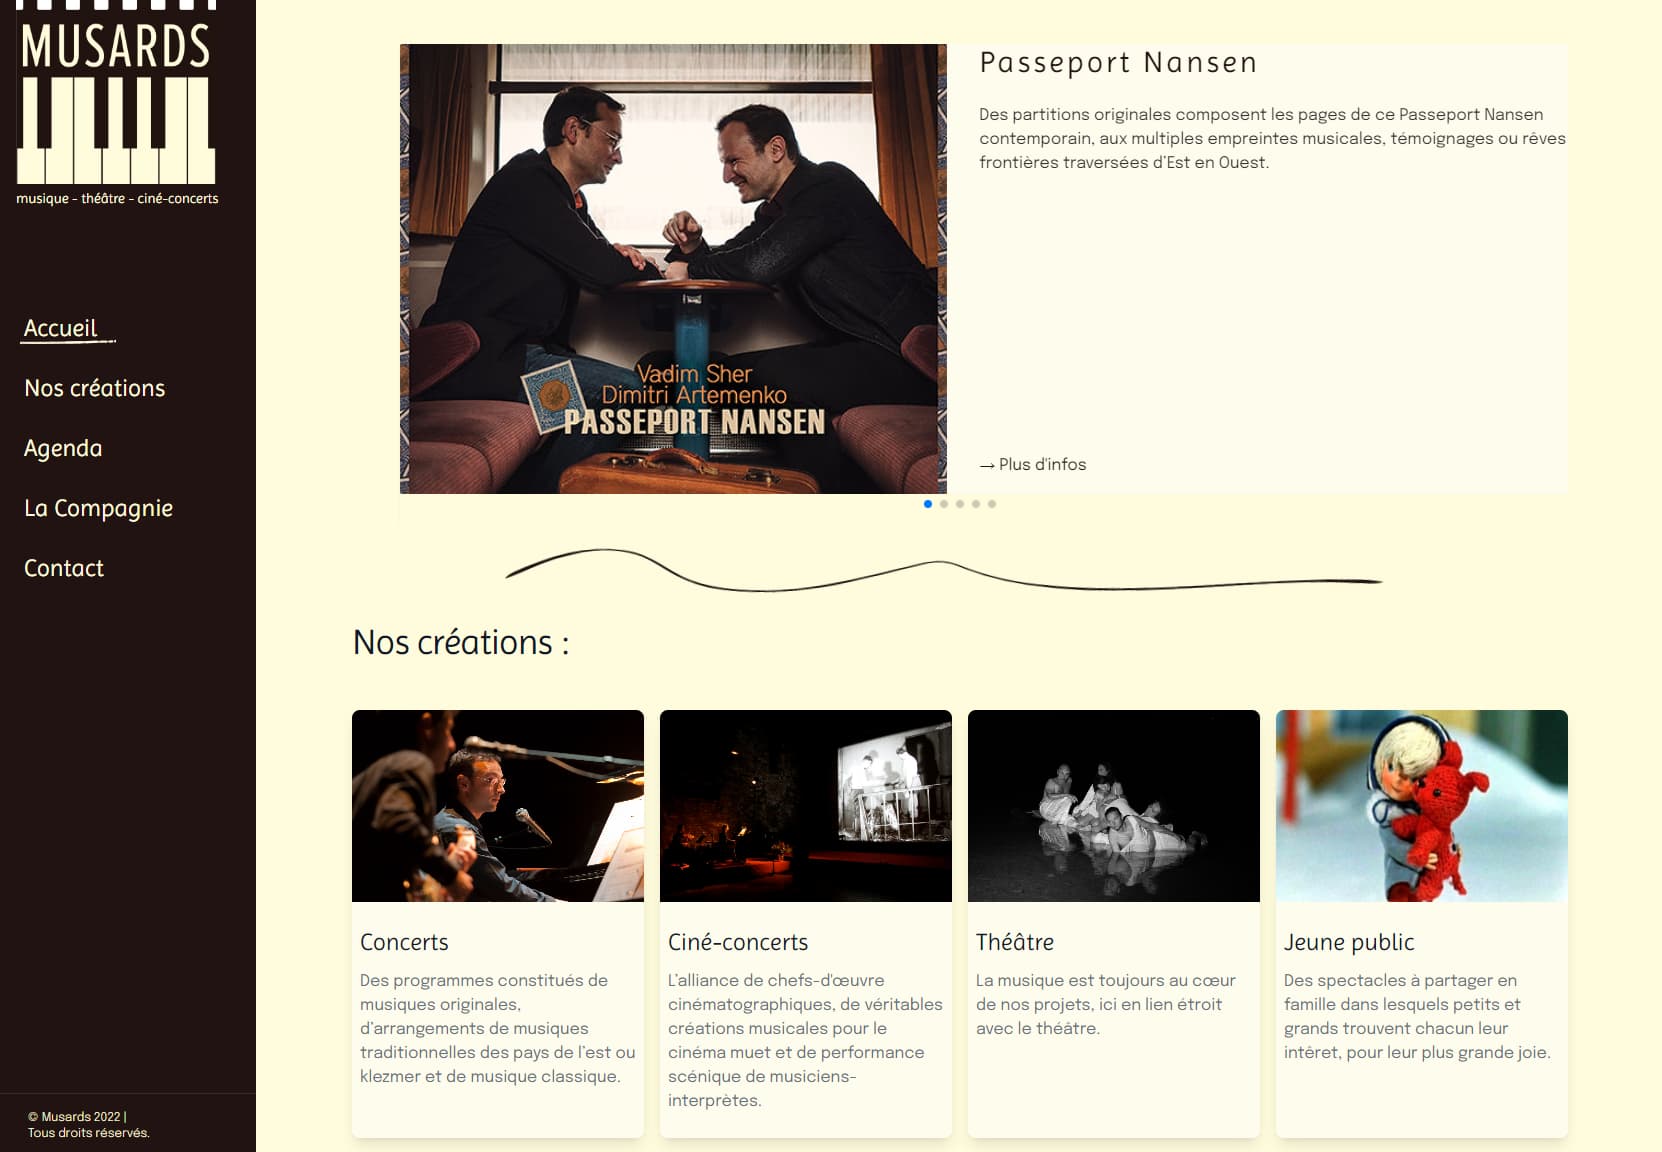 MUSARDS
musique - théâtre - ciné-concerts
Accueil
Nos créations
Agenda
La Compagnie
Contact
© Musards 2022 |
Tous droits réservés.
Vadim Sher
Dimitri Artemenko
PASSEPORT NANSEN
Passeport Nansen
Des partitions originales composent les pages de ce Passeport Nansen
contemporain, aux multiples empreintes musicales, témoignages ou rêves
frontières traversées d'Est en Ouest.
→ Plus d'infos
Nos créations :
Concerts
Des programmes constitués de
musiques originales,
d'arrangements de musiques
traditionnelles des pays de l'est ou
klezmer et de musique classique.
Ciné-concerts
L'alliance de chefs-d'œuvre
cinématographiques, de véritables
créations musicales pour le
cinéma muet et de performance
scénique de musiciens-
interprètes.
Théâtre
La musique est toujours au cœur
de nos projets, ici en lien étroit
avec le théâtre.
Jeune public
Des spectacles à partager en
famille dans lesquels petits et
grands trouvent chacun leur
intêret, pour leur plus grande joie.